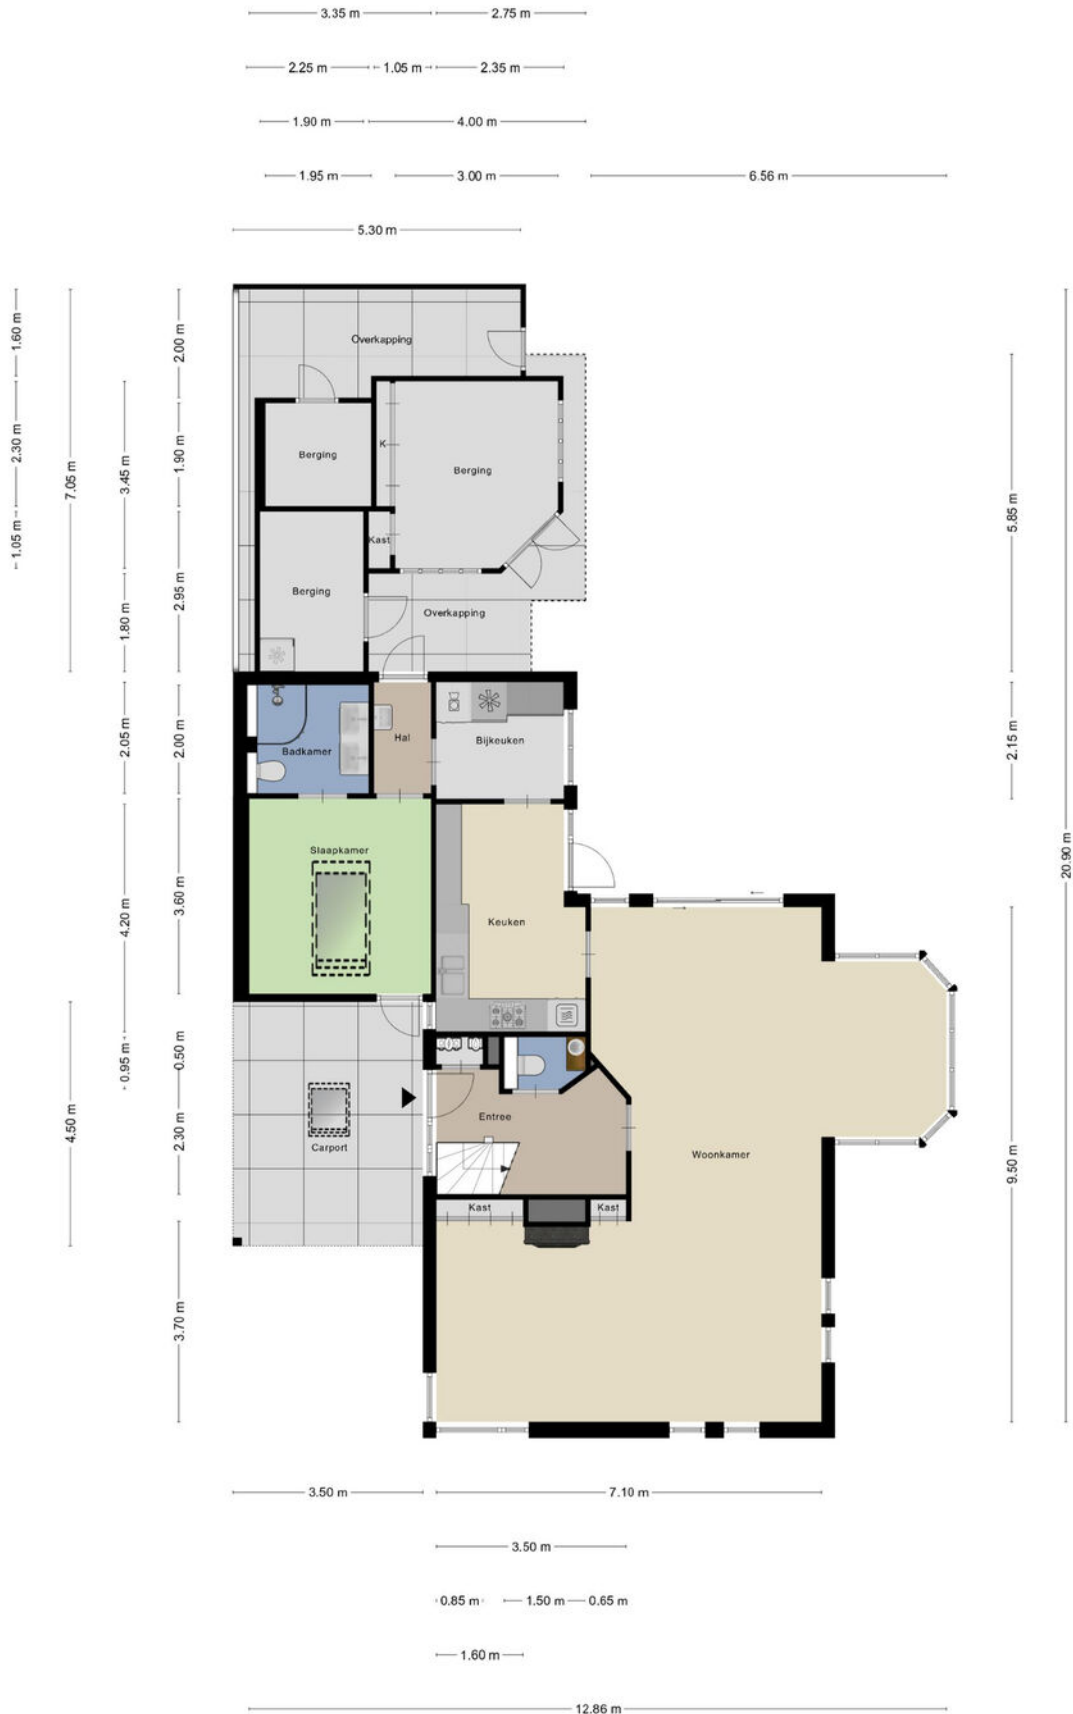 3.35 m 2.75 m
2.25 m 1.05 m 2.35 m
1.90 m 4.00 m
1.95 m 3.00 m 6.56 m
5.30 m
1.60 m
2.30 m
1.05 m
7.05 m
3.45 m
1.80 m
2.05 m
4.20 m
0.95 m
4.50 m
2.00 m
1.90 m
2.95 m
2.00 m
3.60 m
0.50 m
2.30 m
3.70 m
Overkapping
Berging
K
Berging
Kast
Berging
Overkapping
Hal
Bijkeuken
Badkamer
Slaapkamer
Keuken
Entree
Carport
Woonkamer
Kast
Kast
5.85 m
2.15 m
9.50 m
20.90 m
3.50 m 7.10 m
3.50 m
0.85 m 1.50 m 0.65 m
1.60 m
12.86 m